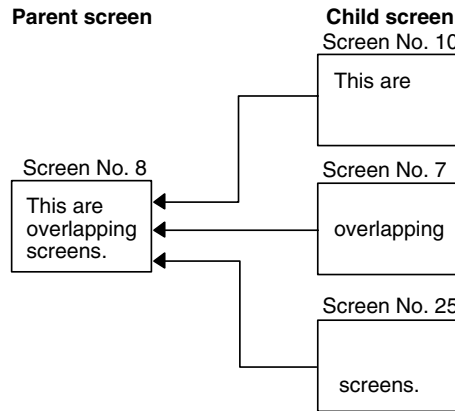 Parent screen
Child screen
Screen No. 10
This are
Screen No. 8
This are
overlapping
screens.
Screen No. 7
overlapping
Screen No. 25
screens.